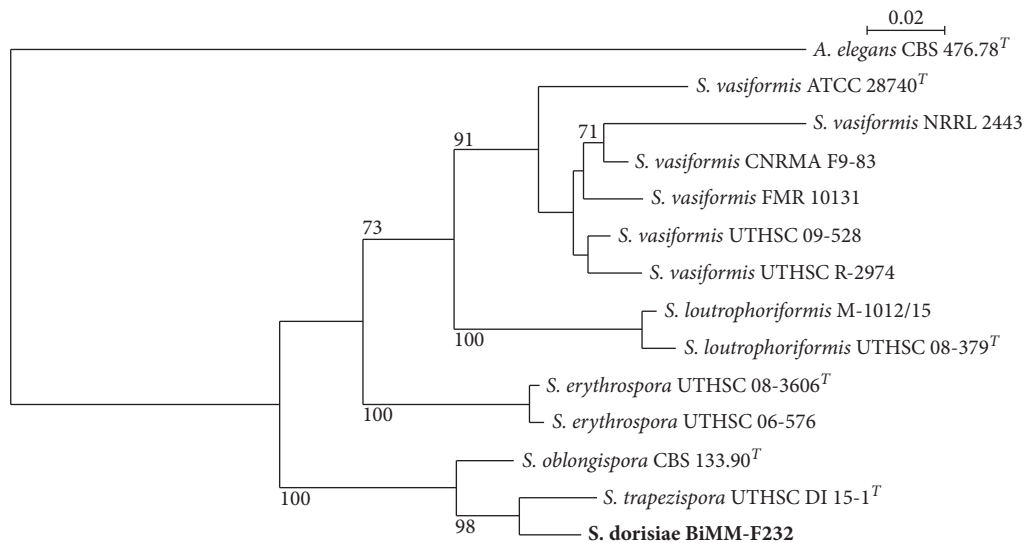 0.02
A. elegans CBS 476.78T
S. vasiformis ATCC 28740T
91
71
S. vasiformis NRRL 2443
S. vasiformis CNRMA F9-83
S. vasiformis FMR 10131
73
S. vasiformis UTHSC 09-528
S. vasiformis UTHSC R-2974
S. loutrophoriformis M-1012/15
100
S. loutrophoriformis UTHSC 08-379T
S. erythrospora UTHSC 08-3606T
100
S. erythrospora UTHSC 06-576
S. oblongispora CBS 133.90T
100
S. trapezispora UTHSC DI 15-1T
98
S. dorisiae BiMM-F232